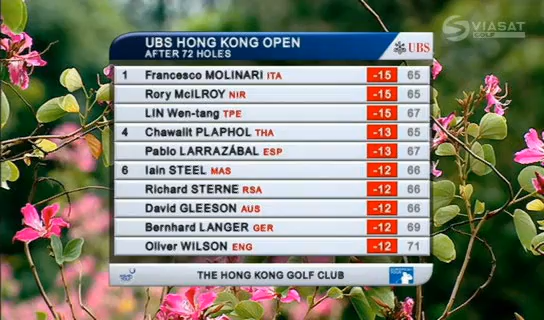 VIASAT
GOLF
UBS HONG KONG OPEN
AFTER 72 HOLES
UBS
1 Francesco MOLINARI ITA -15 65
Rory McILROY NIR -15 65
LIN Wen-tang TPE -15 67
4 Chawalit PLAPHOL THA -13 65
Pablo LARRAZÁBAL ESP -13 67
6 Iain STEEL MAS -12 66
Richard STERNE RSA -12 66
David GLEESON AUS -12 66
Bernhard LANGER GER -12 69
Oliver WILSON ENG -12 71
THE HONG KONG GOLF CLUB